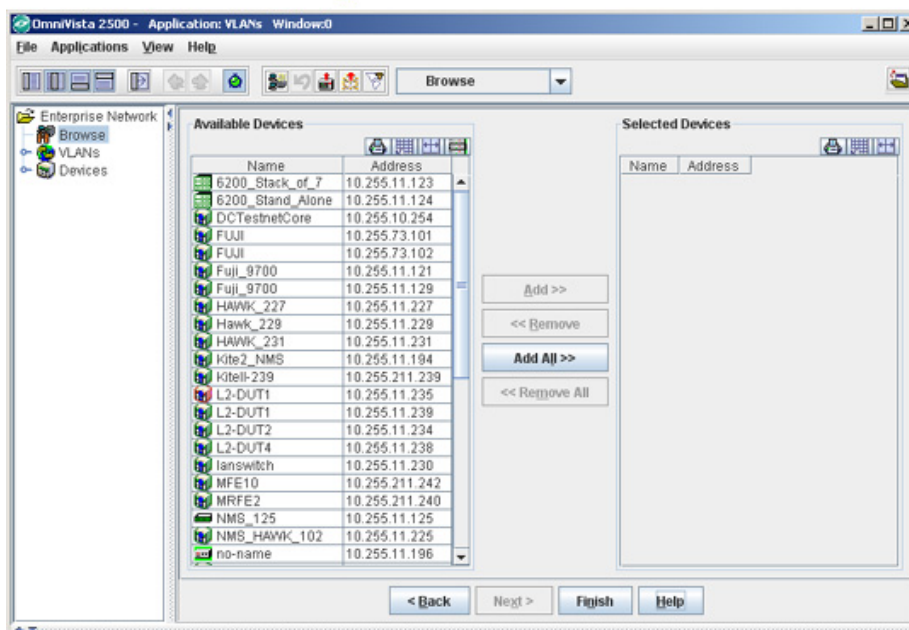 OmniVista 2500 - Application: VLANs Window:0
File Applications View Help
Browse
Enterprise Network
Browse
VLANs
Devices
Available Devices
Name Address
6200_Stack_of_7 10.255.11.123
6200_Stand_Alone 10.255.11.124
DCTestnetCore 10.255.10.254
FUJI 10.255.73.101
FUJI 10.255.73.102
Fuji_9700 10.255.11.121
Fuji_9700 10.255.11.129
HAWK_227 10.255.11.227
Hawk_229 10.255.11.229
HAWK_231 10.255.11.231
Kite2_NMS 10.255.11.194
KiteII-239 10.255.211.239
L2-DUT1 10.255.11.235
L2-DUT1 10.255.11.239
L2-DUT2 10.255.11.234
L2-DUT4 10.255.11.238
lanswitch 10.255.11.230
MFE10 10.255.211.242
MRFE2 10.255.211.240
NMS_125 10.255.11.125
NMS_HAWK_102 10.255.11.225
no-name 10.255.11.196
Add >>
<< Remove
Add All >>
<< Remove All
Selected Devices
Name Address
< Back Next > Finish Help